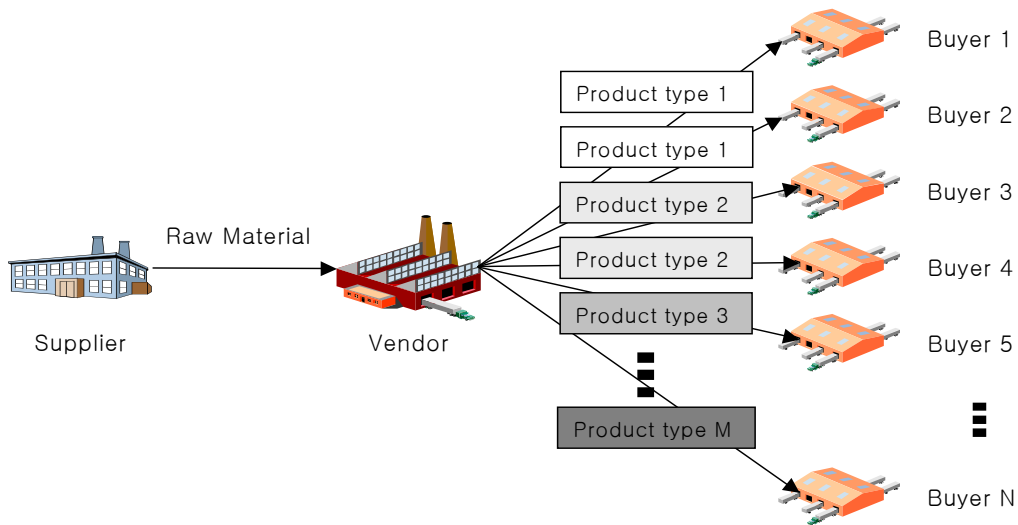 Buyer 1
Product type 1
Buyer 2
Product type 1
Buyer 3
Product type 2
Raw Material
Product type 2
Buyer 4
Product type 3
Supplier
Vendor
Buyer 5
Product type M
Buyer N